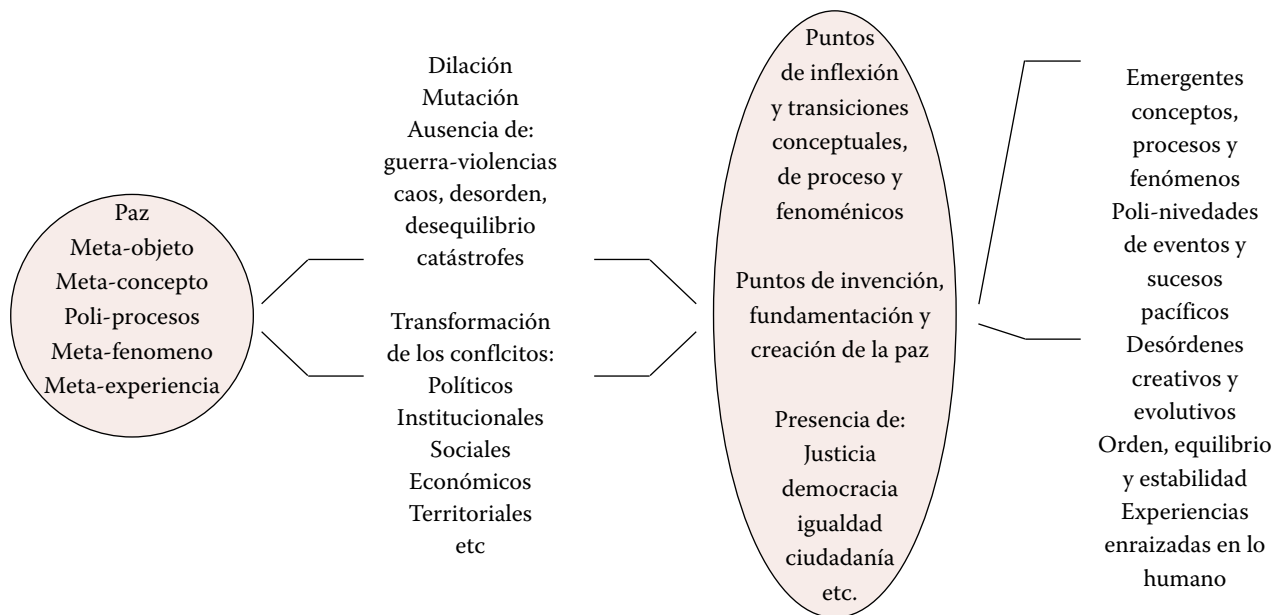 Paz
Meta-objeto
Meta-concepto
Poli-procesos
Meta-fenomeno
Meta-experiencia
Dilación
Mutación
Ausencia de:
guerra-violencias
caos, desorden,
desequilibrio
catástrofes
Transformación
de los conflcitos:
Políticos
Institucionales
Sociales
Económicos
Territoriales
etc
Puntos
de inflexión
y transiciones
conceptuales,
de proceso y
fenoménicos
Puntos de invención,
fundamentación y
creación de la paz
Presencia de:
Justicia
democracia
igualdad
ciudadanía
etc.
Emergentes
conceptos,
procesos y
fenómenos
Poli-nivedades
de eventos y
sucesos
pacíficos
Desórdenes
creativos y
evolutivos
Orden, equilibrio
y estabilidad
Experiencias
enraizadas en lo
humano